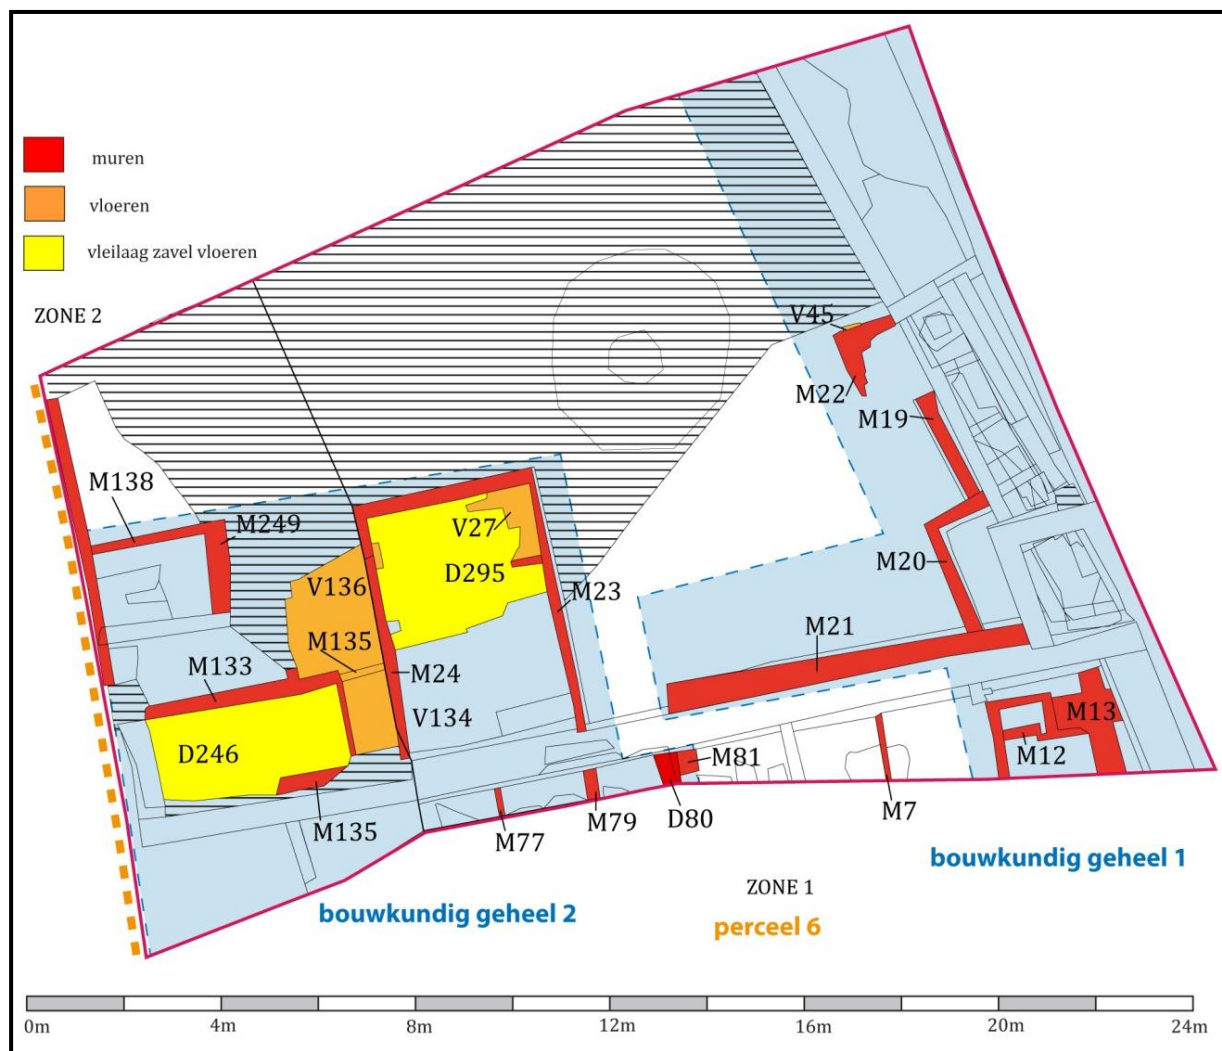 muren
vloeren
vleilaag zavel vloeren
ZONE 2
V45
M22
M19
M138
M249
V27
V136
D295
M23
M20
M135
M21
M133
M24
V134
M13
D246
M12
M81
M135
M77
M79
D80
M7
bouwkundig geheel 1
ZONE 1
bouwkundig geheel 2
perceel 6
0m 4m 8m 12m 16m 20m 24m